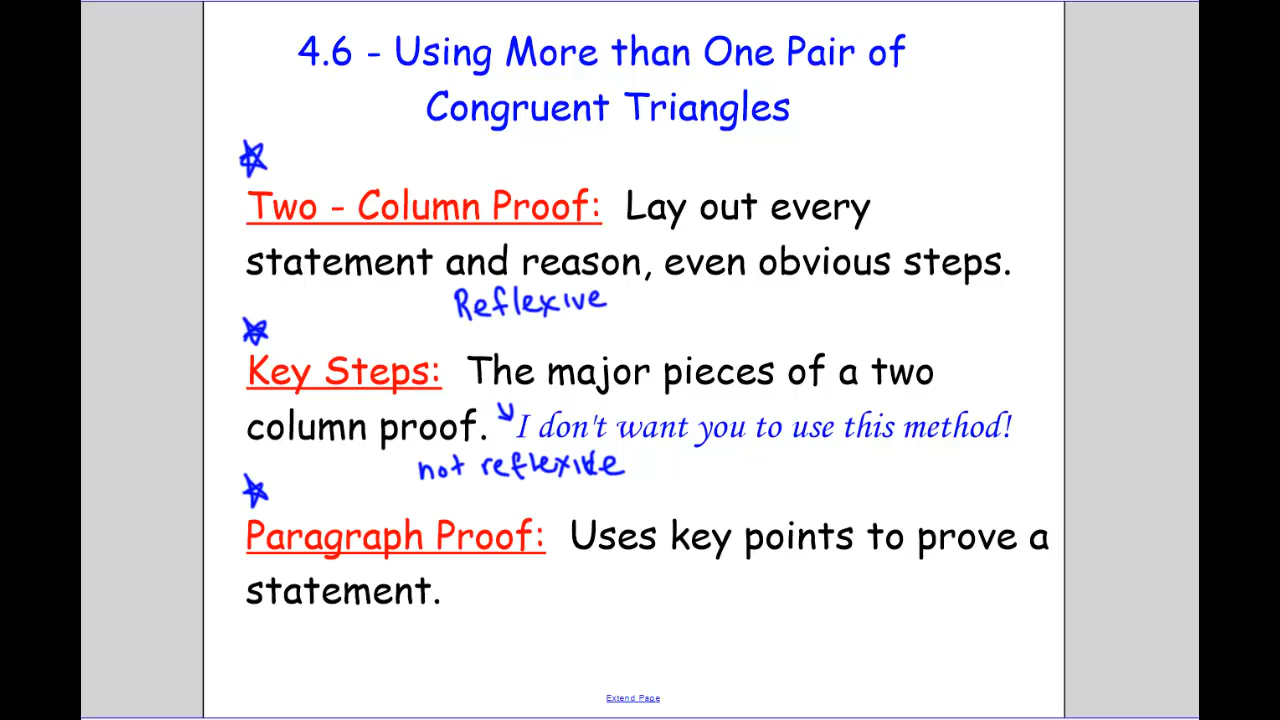 4.6 - Using More than One Pair of
Congruent Triangles
Two - Column Proof: Lay out every
statement and reason, even obvious steps.
Reflexive
Key Steps: The major pieces of a two
column proof. I don't want you to use this method!
not reflexive
Paragraph Proof: Uses key points to prove a
statement.
Extend Page